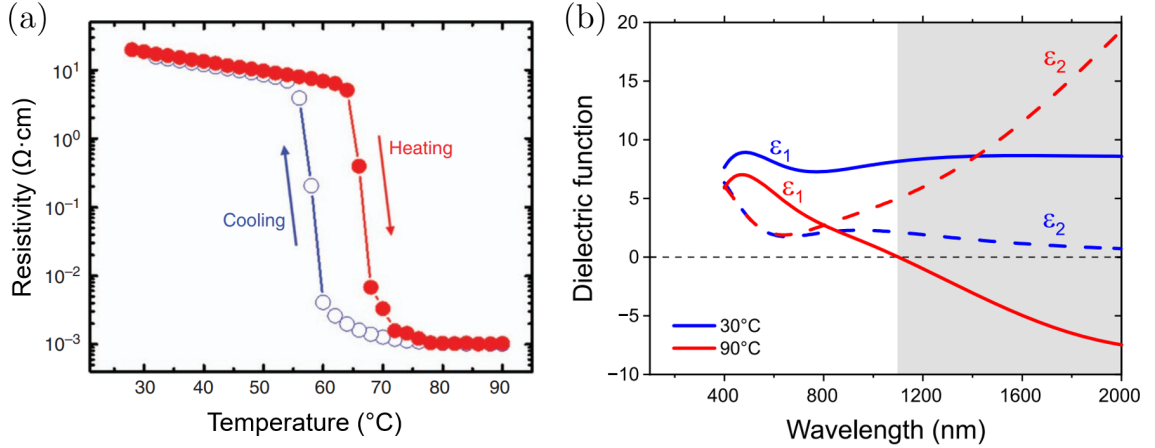 (a)
Resistivity (Ω·cm)
10¹
10⁰
10⁻¹
10⁻²
10⁻³
Heating
Cooling
30 40 50 60 70 80 90
Temperature (°C)
(b)
Dielectric function
20
15
10
5
0
−5
−10
ε₁
ε₁
ε₂
ε₂
30°C
90°C
400 800 1200 1600 2000
Wavelength (nm)